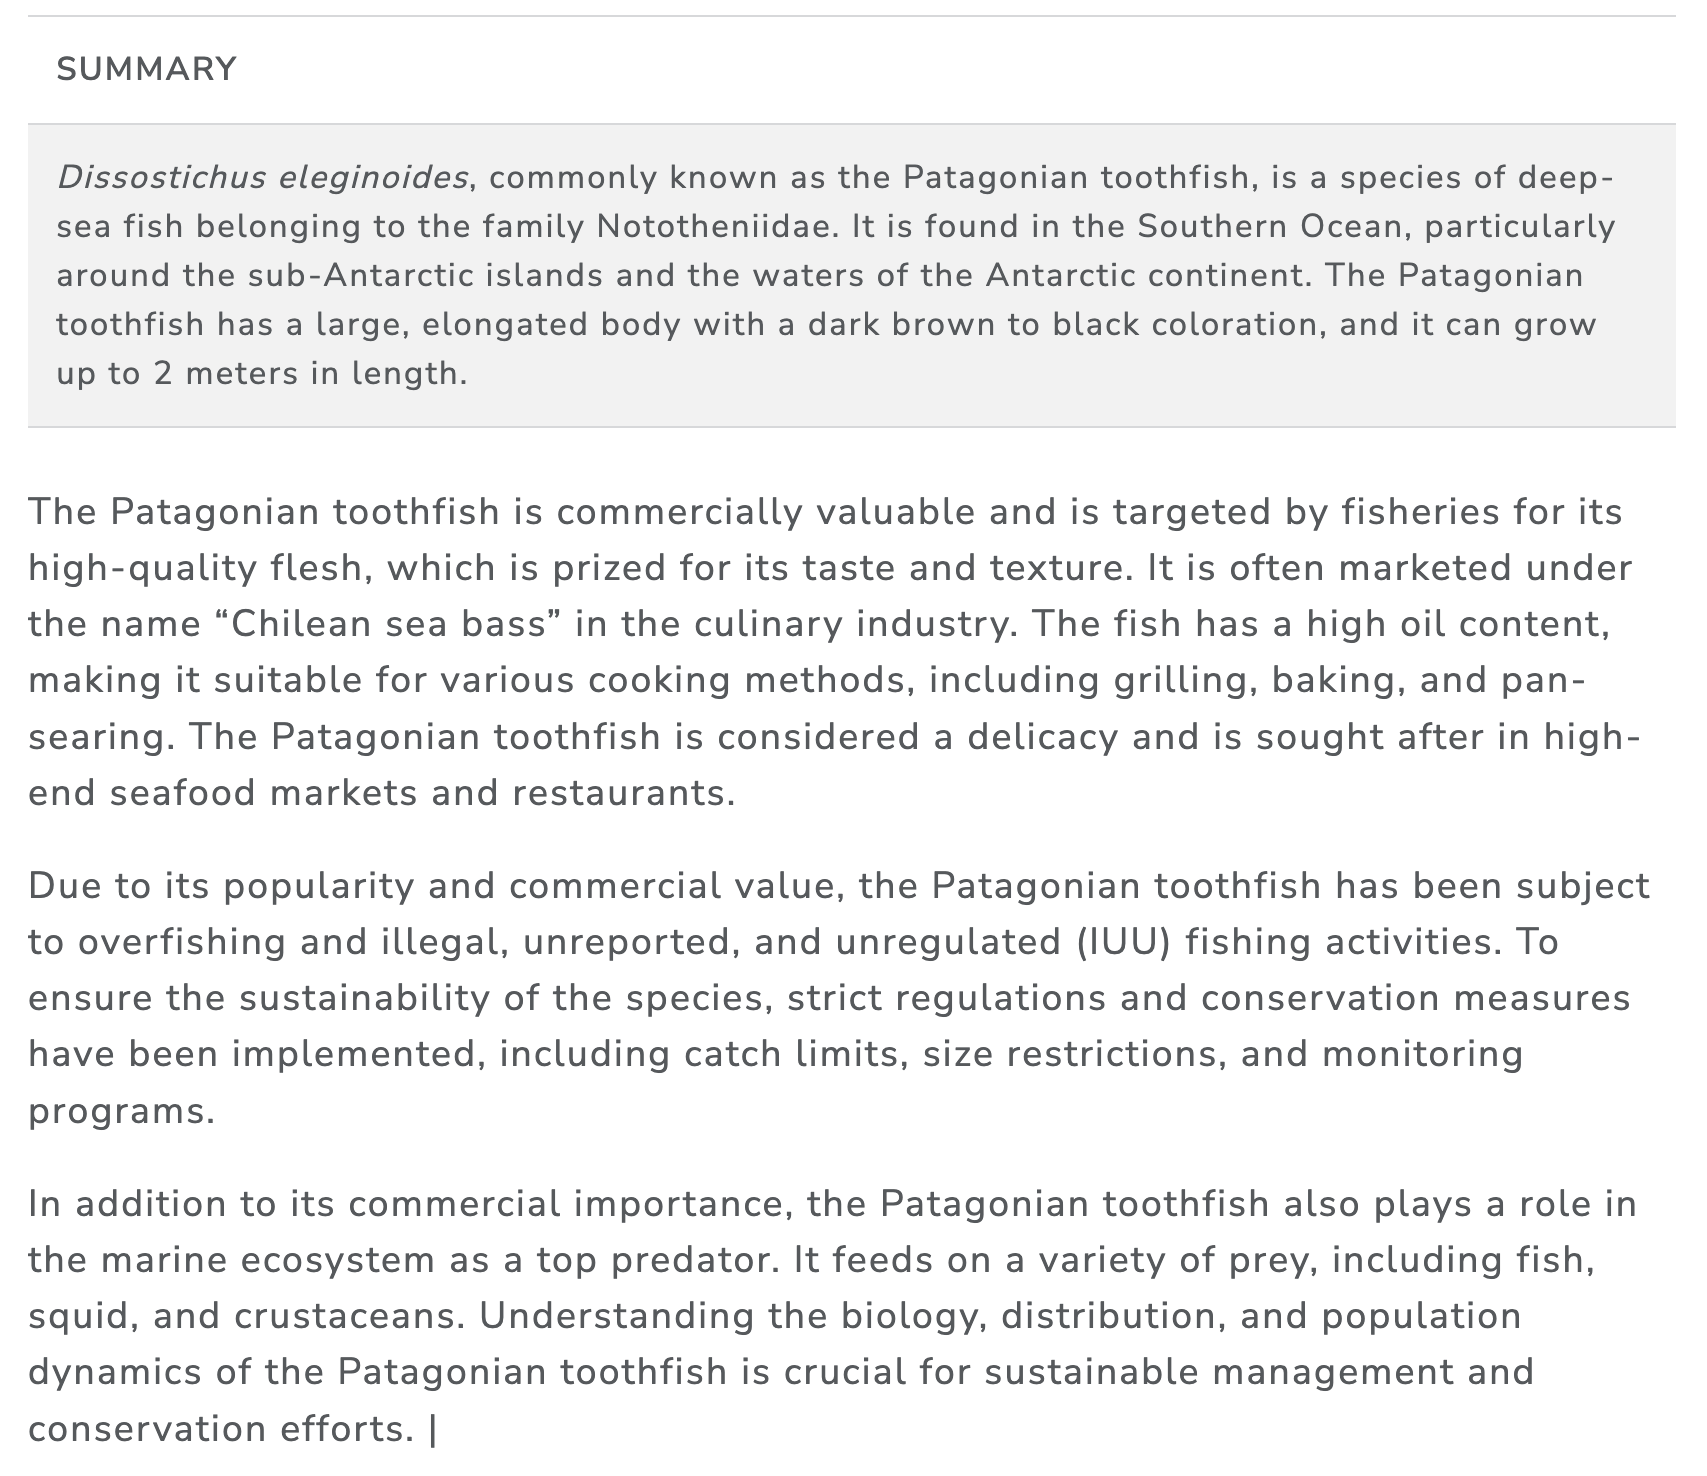 SUMMARY
Dissostichus eleginoides, commonly known as the Patagonian toothfish, is a species of deep-
sea fish belonging to the family Nototheniidae. It is found in the Southern Ocean, particularly
around the sub-Antarctic islands and the waters of the Antarctic continent. The Patagonian
toothfish has a large, elongated body with a dark brown to black coloration, and it can grow
up to 2 meters in length.
The Patagonian toothfish is commercially valuable and is targeted by fisheries for its
high-quality flesh, which is prized for its taste and texture. It is often marketed under
the name “Chilean sea bass” in the culinary industry. The fish has a high oil content,
making it suitable for various cooking methods, including grilling, baking, and pan-
searing. The Patagonian toothfish is considered a delicacy and is sought after in high-
end seafood markets and restaurants.
Due to its popularity and commercial value, the Patagonian toothfish has been subject
to overfishing and illegal, unreported, and unregulated (IUU) fishing activities. To
ensure the sustainability of the species, strict regulations and conservation measures
have been implemented, including catch limits, size restrictions, and monitoring
programs.
In addition to its commercial importance, the Patagonian toothfish also plays a role in
the marine ecosystem as a top predator. It feeds on a variety of prey, including fish,
squid, and crustaceans. Understanding the biology, distribution, and population
dynamics of the Patagonian toothfish is crucial for sustainable management and
conservation efforts. |